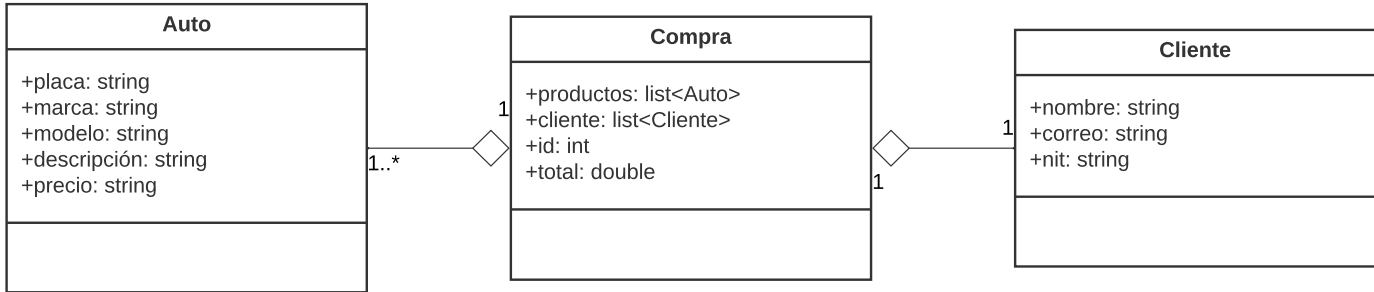 Auto
+placa: string
+marca: string
+modelo: string
+descripción: string
+precio: string
1..*
1
Compra
+productos: list<Auto>
+cliente: list<Cliente>
+id: int
+total: double
1
1
Cliente
+nombre: string
+correo: string
+nit: string